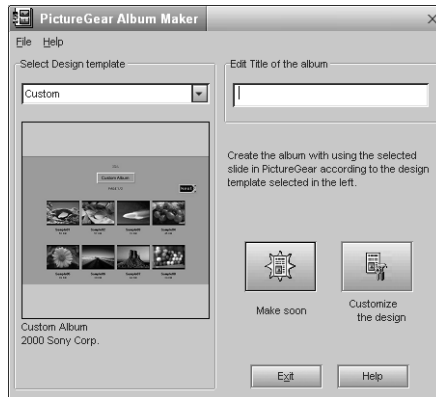 PictureGear Album Maker
File Help
Select Design template
Custom
Custom Album
Custom Album
2000 Sony Corp.
Edit Title of the album
Create the album with using the selected
slide in PictureGear according to the design
template selected in the left.
Make soon
Customize
the design
Exit
Help